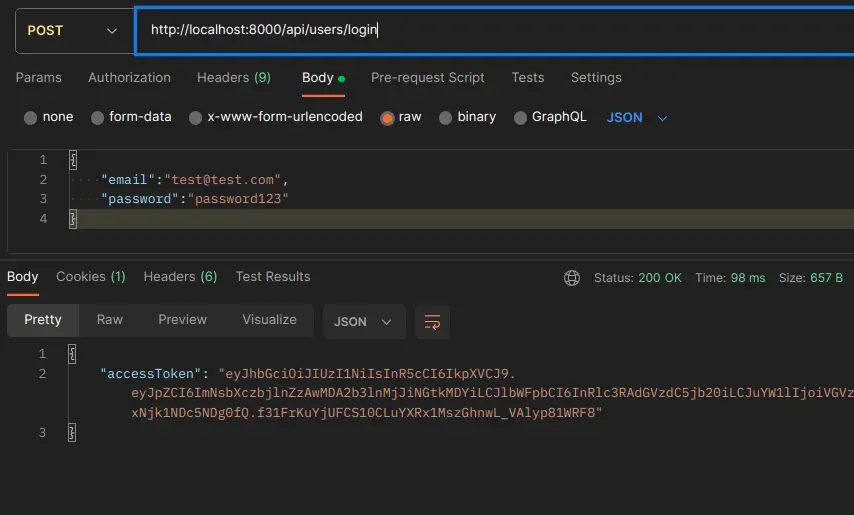 POST http://localhost:8000/api/users/login
Params Authorization Headers (9) Body Pre-request Script Tests Settings
none form-data x-www-form-urlencoded raw binary GraphQL JSON
1 {
2 "email":"test@test.com",
3 "password":"password123"
4 }
Body Cookies (1) Headers (6) Test Results Status: 200 OK Time: 98 ms Size: 657 B
Pretty Raw Preview Visualize JSON
1 {
2 "accessToken": "eyJhbGciOiJIUzI1NiIsInR5cCI6IkpXVCJ9.
eyJpZCI6ImNsbXczbjlnZzAwMDA2b3lnMjJiNGtkMDYiLCJlbWFpbCI6InRlc3RAdGVzdC5jb20iLCJuYW1lIjoiVGVz
xNjk1NDc5NDg0fQ.f31FrKuYjUFCS10CLuYXRx1MszGhnwL_VAlyp81WRF8"
3 }